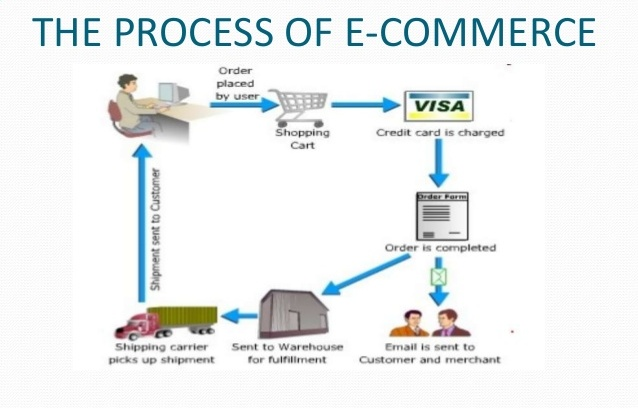 THE PROCESS OF E-COMMERCE
Order
placed
by user
Shopping
Cart
VISA
Credit card is charged
Order Form
Order is completed
Shipment sent to Customer
Shipping carrier
picks up shipment
Sent to Warehouse
for fulfillment
Email is sent to
Customer and merchant